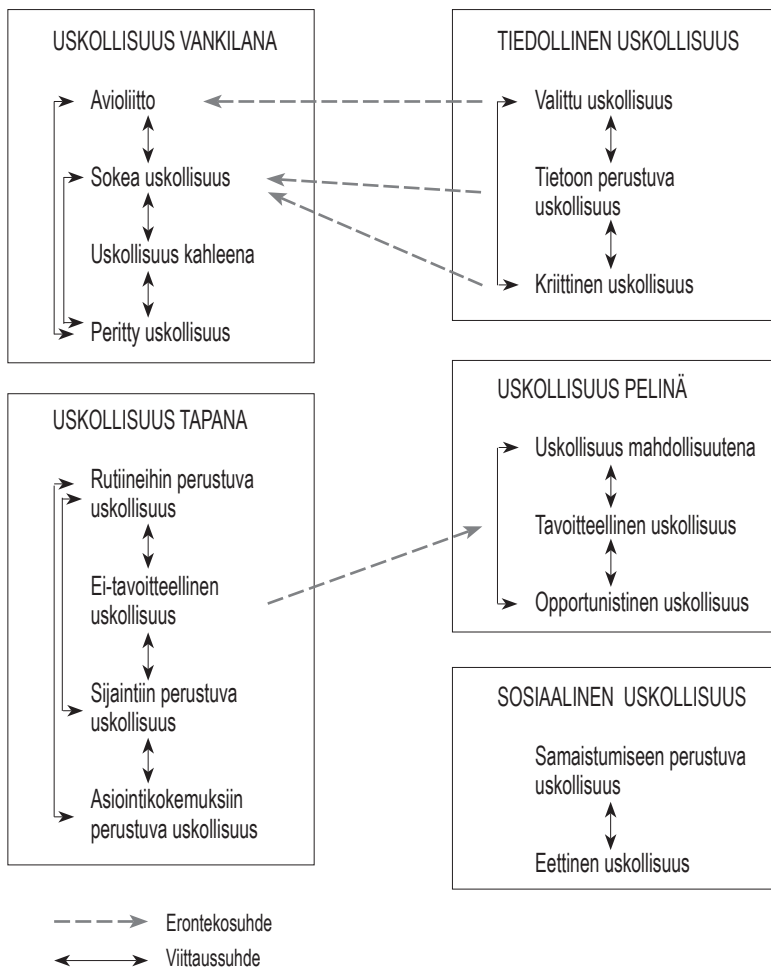 USKOLLISUUS VANKILANA
Avioliitto
Sokea uskollisuus
Uskollisuus kahleena
Peritty uskollisuus
TIEDOLLINEN USKOLLISUUS
Valittu uskollisuus
Tietoon perustuva
uskollisuus
Kriittinen uskollisuus
USKOLLISUUS TAPANA
Rutiineihin perustuva
uskollisuus
Ei-tavoitteellinen
uskollisuus
Sijaintiin perustuva
uskollisuus
Asiointikokemuksiin
perustuva uskollisuus
USKOLLISUUS PELINÄ
Uskollisuus mahdollisuutena
Tavoitteellinen uskollisuus
Opportunistinen uskollisuus
SOSIAALINEN USKOLLISUUS
Samaistumiseen perustuva
uskollisuus
Eettinen uskollisuus
Erontekosuhde
Viittaussuhde